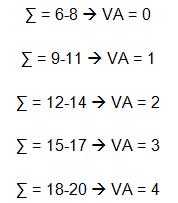 ∑ = 6-8 → VA = 0
∑ = 9-11 → VA = 1
∑ = 12-14 → VA = 2
∑ = 15-17 → VA = 3
∑ = 18-20 → VA = 4